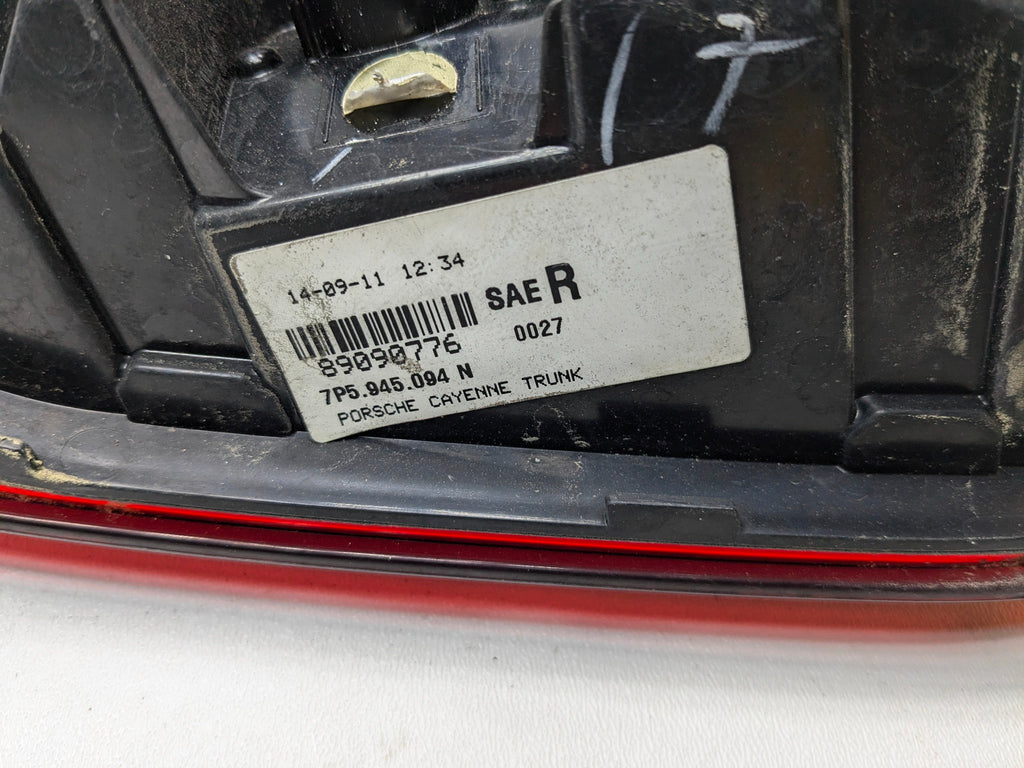 14-09-11 12:34
SAE R
89090776
0027
7P5.945.094 N
PORSCHE CAYENNE TRUNK